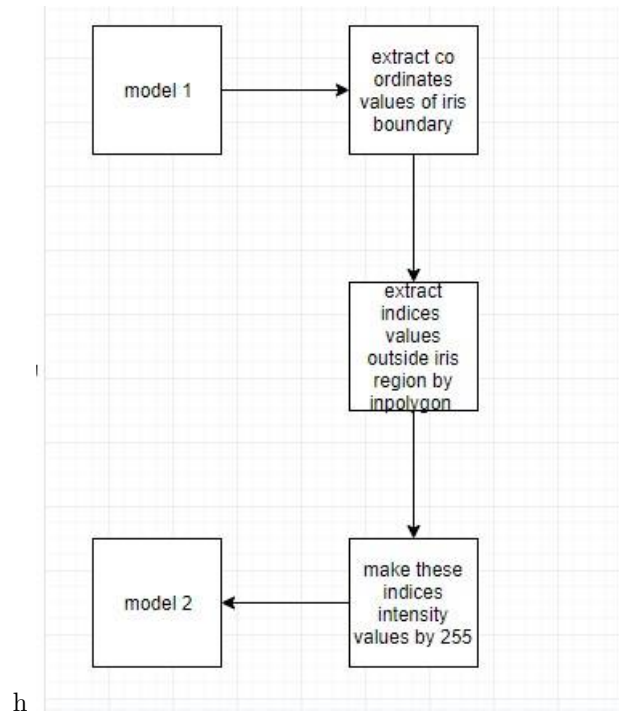 model 1
extract co
ordinates
values of iris
boundary
extract
indices
values
outside iris
region by
inpolygon
make these
indices
intensity
values by 255
model 2
h